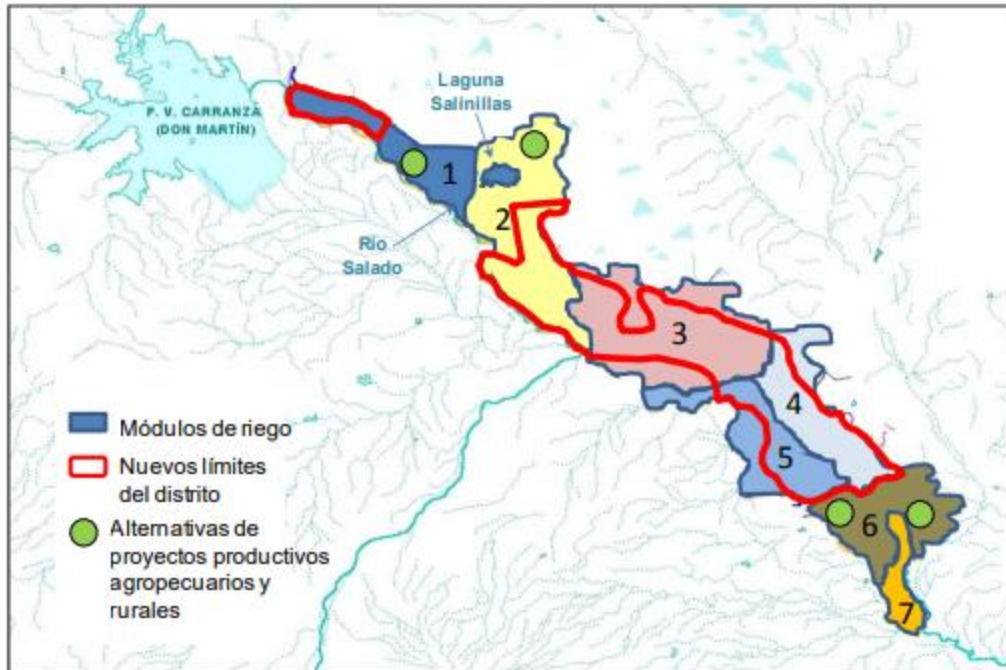 Laguna
Salinillas
P. V. CARRANZA
(DON MARTÍN)
1
2
Río
Salado
3
4
5
6
7
Módulos de riego
Nuevos límites
del distrito
Alternativas de
proyectos productivos
agropecuarios y
rurales